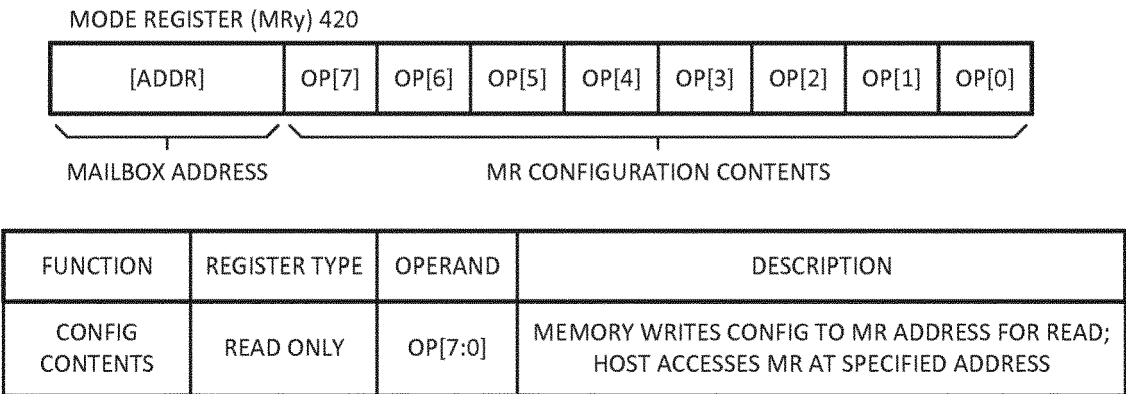 MODE REGISTER (MRy) 420
[ADDR] OP[7] OP[6] OP[5] OP[4] OP[3] OP[2] OP[1] OP[0]
MAILBOX ADDRESS MR CONFIGURATION CONTENTS
FUNCTION REGISTER TYPE OPERAND DESCRIPTION
CONFIG CONTENTS READ ONLY OP[7:0] MEMORY WRITES CONFIG TO MR ADDRESS FOR READ;
HOST ACCESSES MR AT SPECIFIED ADDRESS